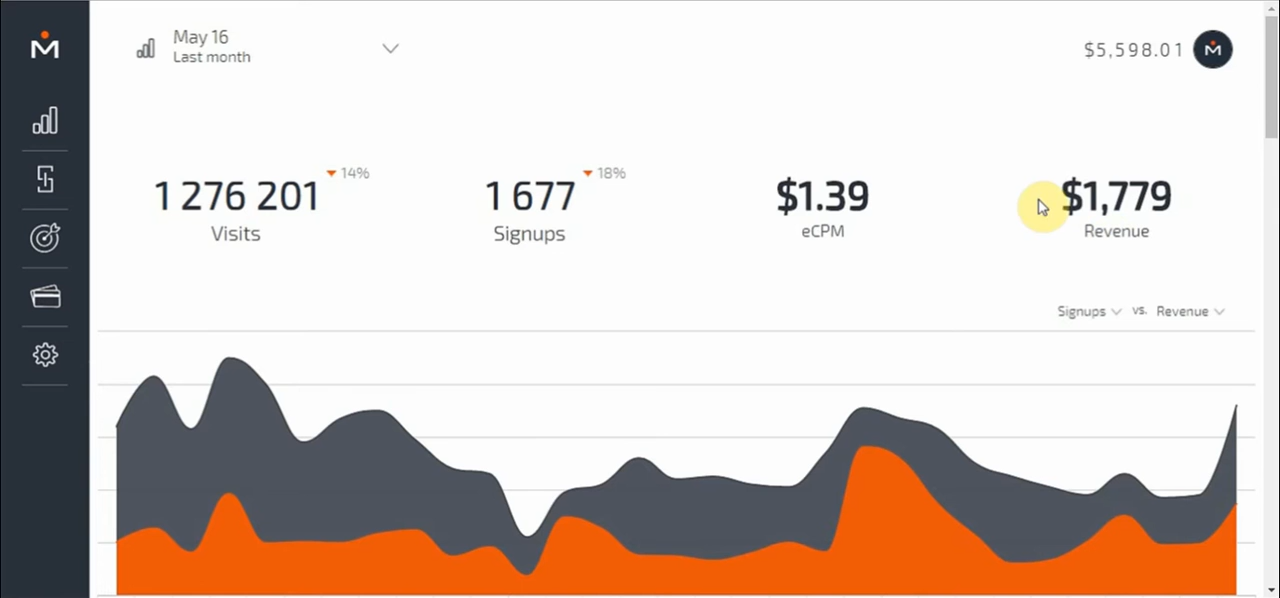 May 16
Last month
$5,598.01
1 276 201
14%
Visits
1 677
18%
Signups
$1.39
eCPM
$1,779
Revenue
Signups vs. Revenue